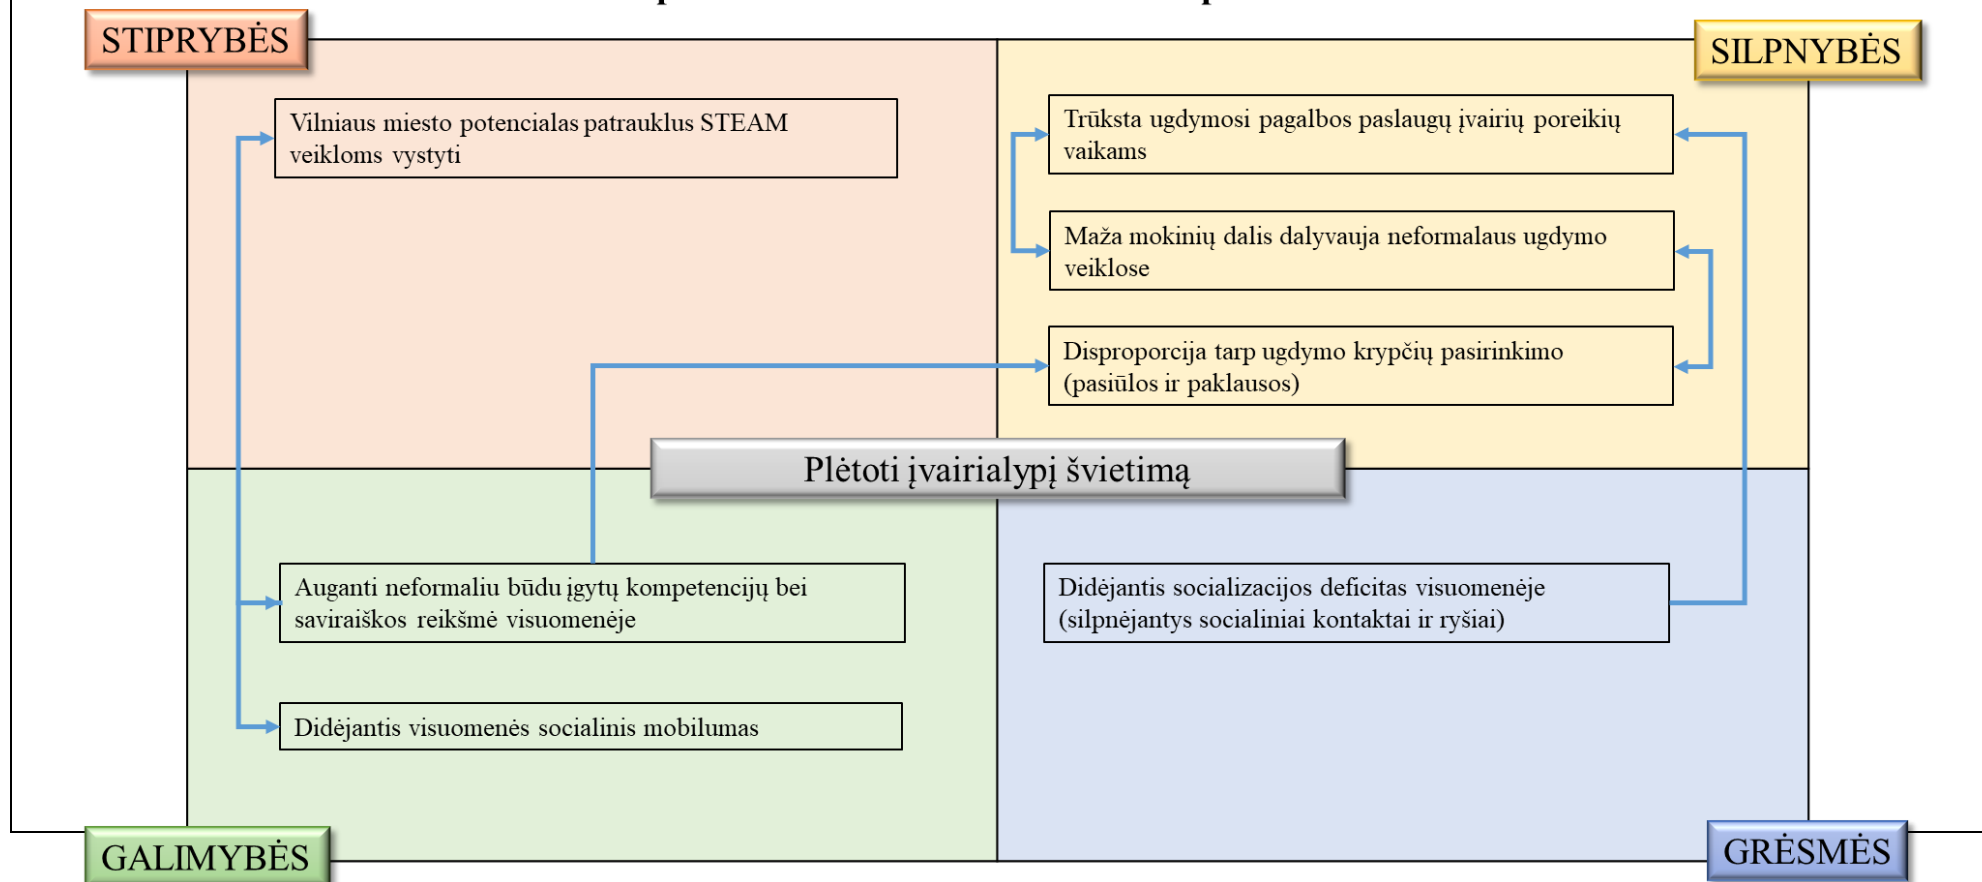 STIPRYBĖS
SILPNYBĖS
Vilniaus miesto potencialas patrauklus STEAM
veikloms vystyti
Trūksta ugdymosi pagalbos paslaugų įvairių poreikių
vaikams
Maža mokinių dalis dalyvauja neformalaus ugdymo
veiklose
Disproporcija tarp ugdymo krypčių pasirinkimo
(pasiūlos ir paklausos)
Plėtoti įvairialypį švietimą
Auganti neformaliu būdu įgytų kompetencijų bei
saviraiškos reikšmė visuomenėje
Didėjantis visuomenės socialinis mobilumas
Didėjantis socializacijos deficitas visuomenėje
(silpnėjantys socialiniai kontaktai ir ryšiai)
GALIMYBĖS
GRĖSMĖS